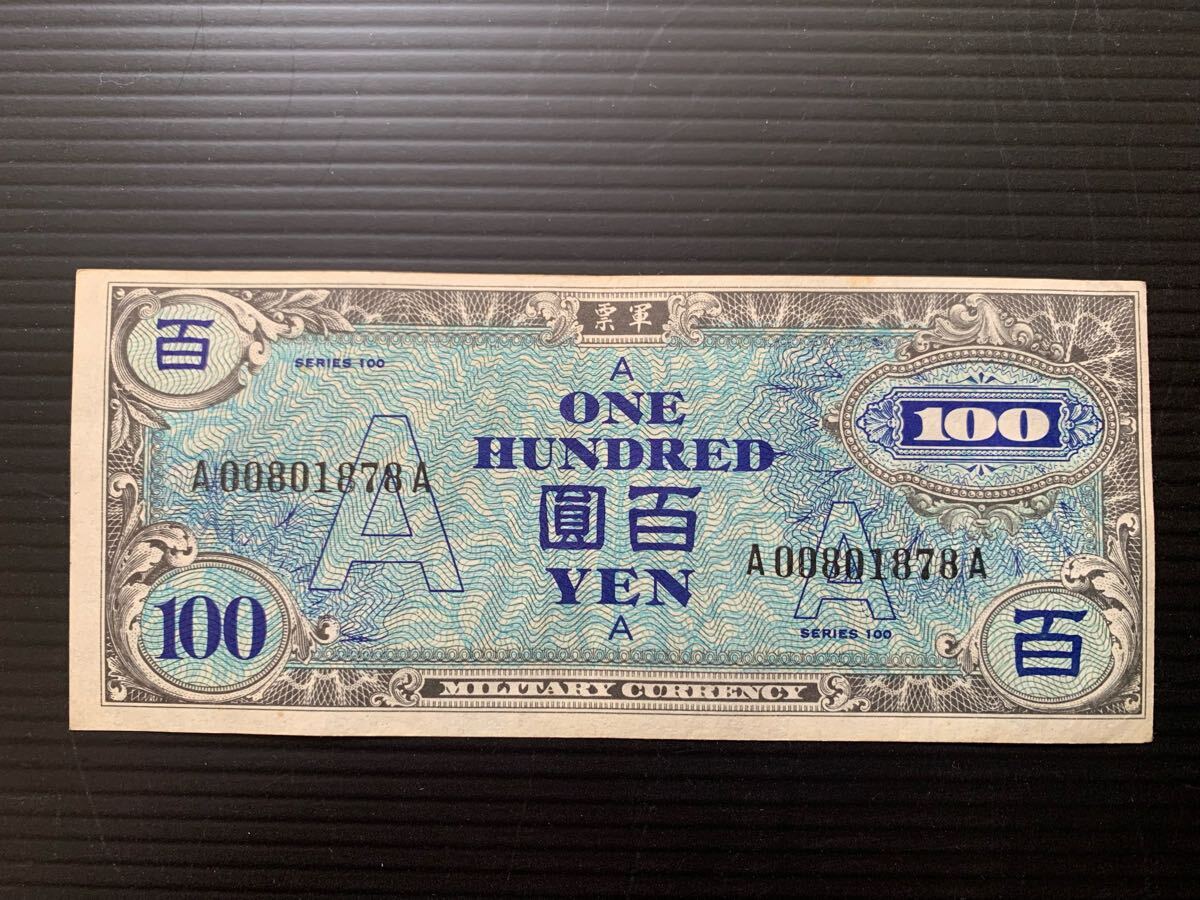 票軍
百
SERIES 100
A
100
ONE
HUNDRED
A
A00801878A
圓百
A
A00801878A
YEN
100
百
A
SERIES 100
MILITARY CURRENCY